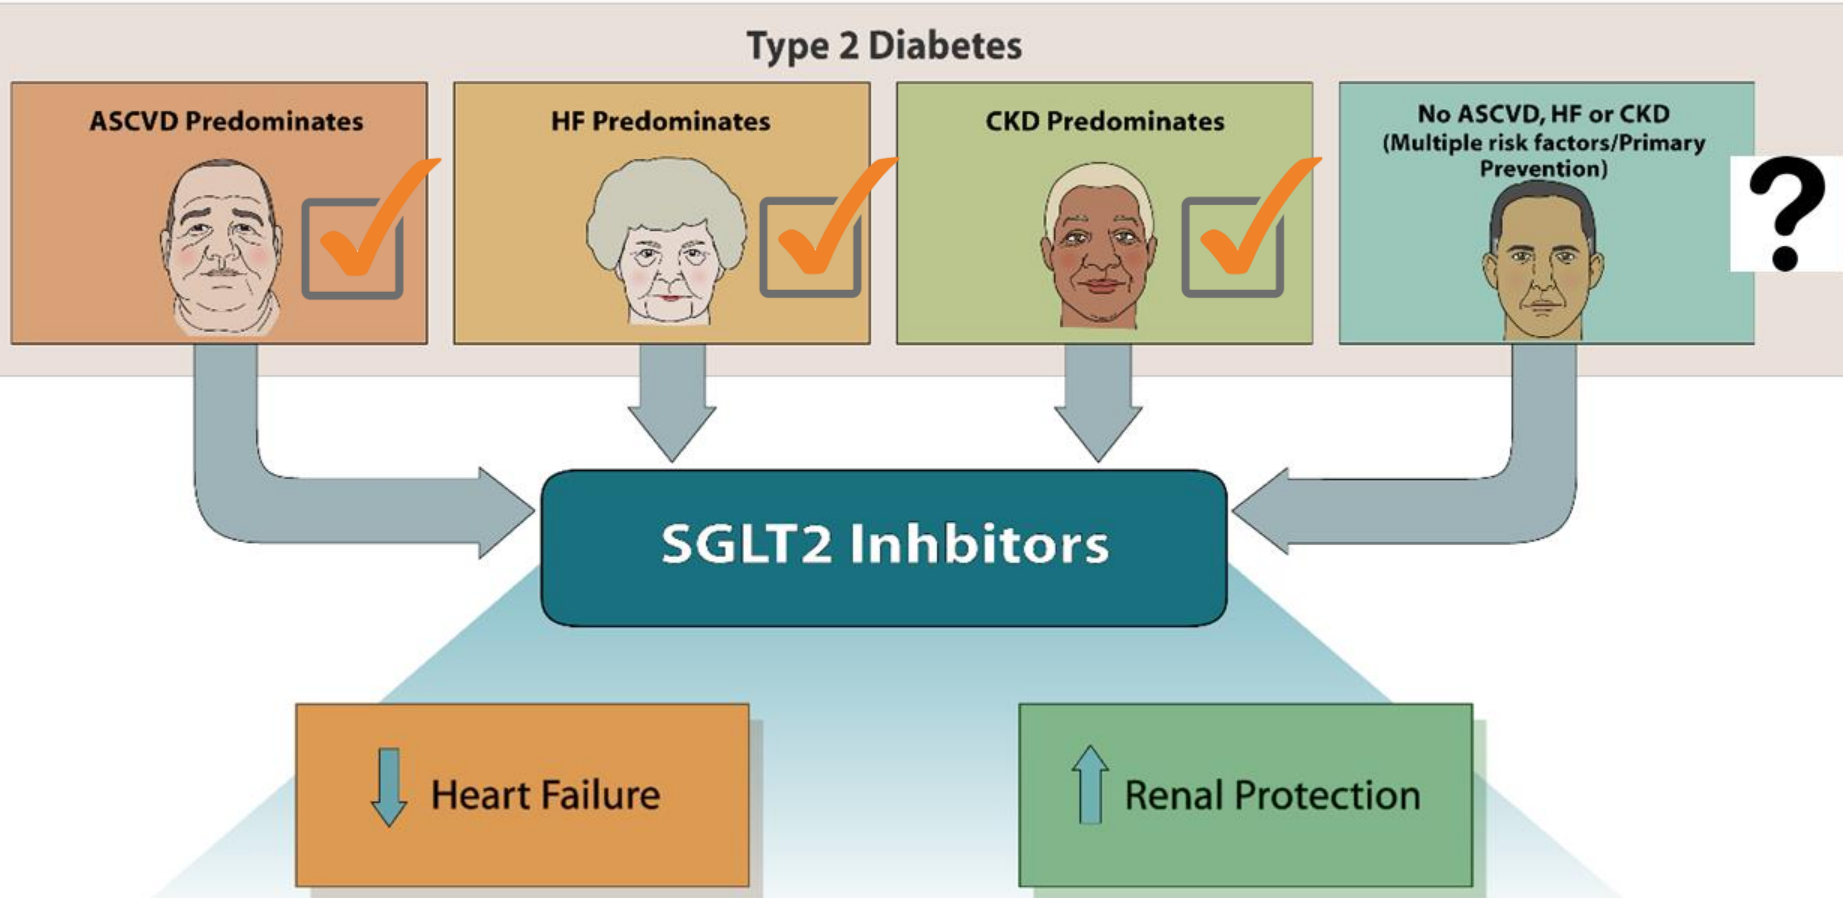 Type 2 Diabetes
ASCVD Predominates
HF Predominates
CKD Predominates
No ASCVD, HF or CKD
(Multiple risk factors/Primary
Prevention)
?
SGLT2 Inhbitors
Heart Failure
Renal Protection